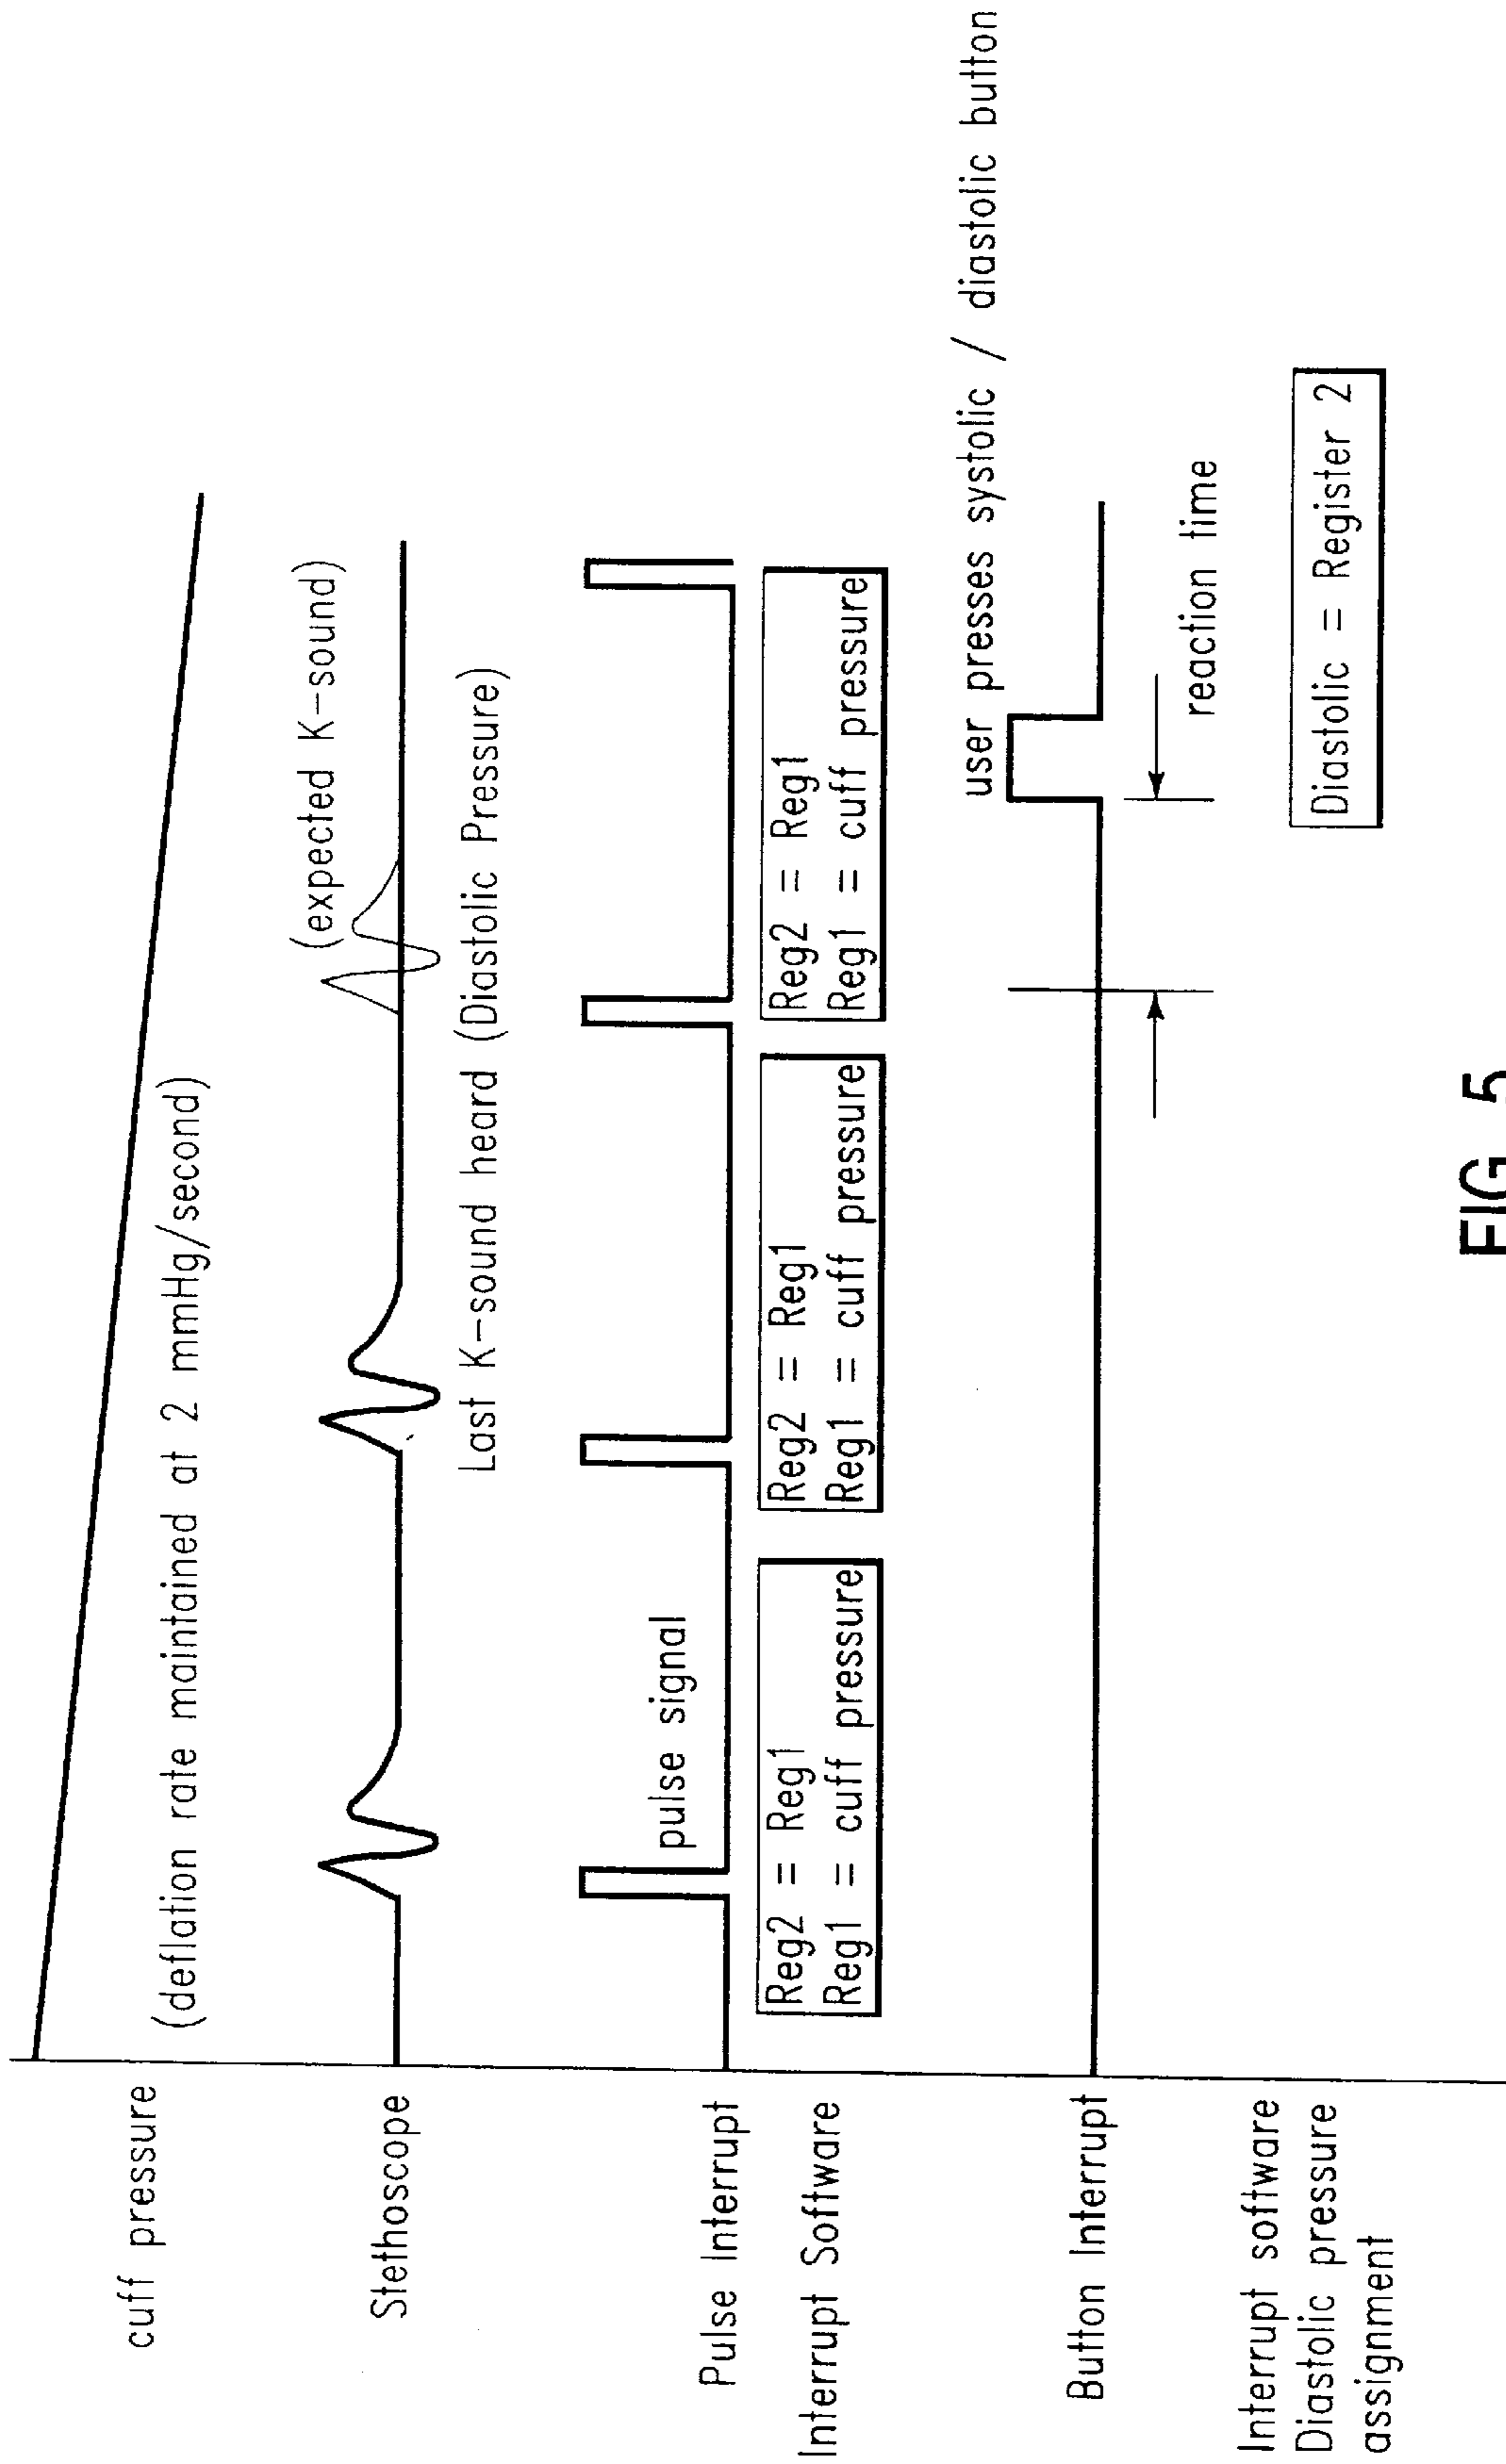 cuff pressure
(deflation rate maintained at 2 mmHg/second)
Stethoscope
(expected K-sound)
Last K-sound heard (Diastolic Pressure)
Pulse Interrupt
pulse signal
Interrupt Software
Reg2 = Reg1
Reg1 = cuff pressure
Reg2 = Reg1
Reg1 = cuff pressure
Reg2 = Reg1
Reg1 = cuff pressure
user presses systolic / diastolic button
Button Interrupt
reaction time
Interrupt software
Diastolic pressure
assignment
Diastolic = Register 2
FIG. 5